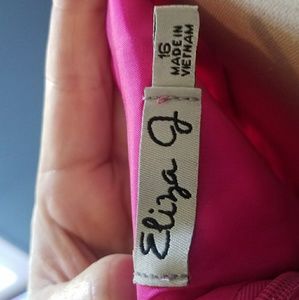 16
MADE IN
VIETNAM
Eliza J